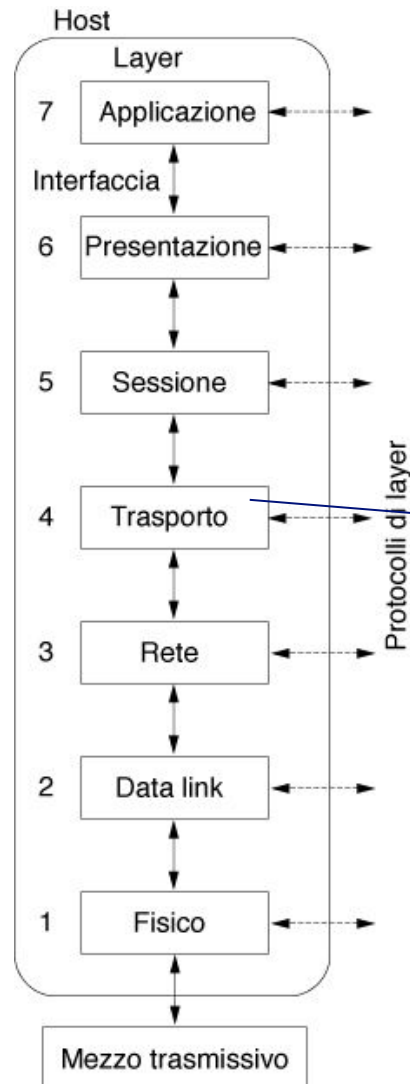 Host
Layer
7 Applicazione
Interfaccia
6 Presentazione
5 Sessione
4 Trasporto
3 Rete
2 Data link
1 Fisico
Mezzo trasmissivo
Protocolli di layer